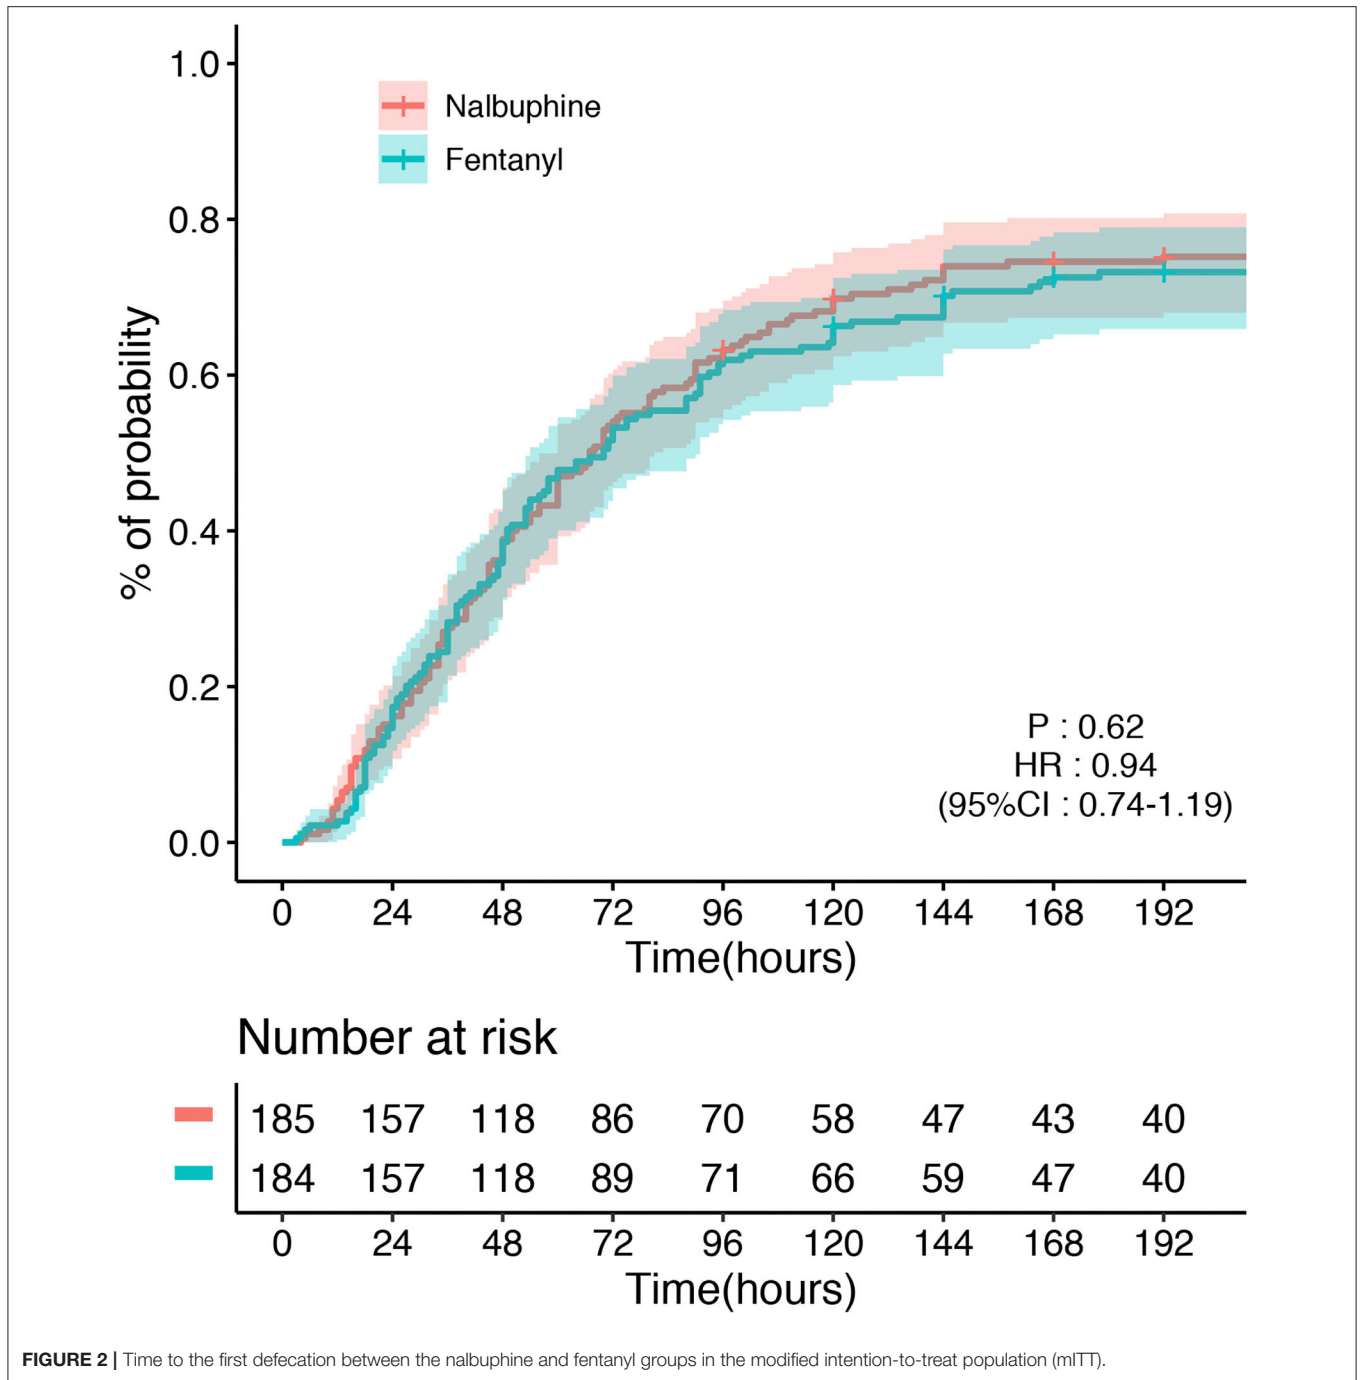 1.0
Nalbuphine
Fentanyl
0.8
0.6
0.4
0.2
0.0
% of probability
P : 0.62
HR : 0.94
(95%CI : 0.74-1.19)
0 24 48 72 96 120 144 168 192
Time(hours)
Number at risk
185 157 118 86 70 58 47 43 40
184 157 118 89 71 66 59 47 40
0 24 48 72 96 120 144 168 192
Time(hours)
FIGURE 2 | Time to the first defecation between the nalbuphine and fentanyl groups in the modified intention-to-treat population (mITT).